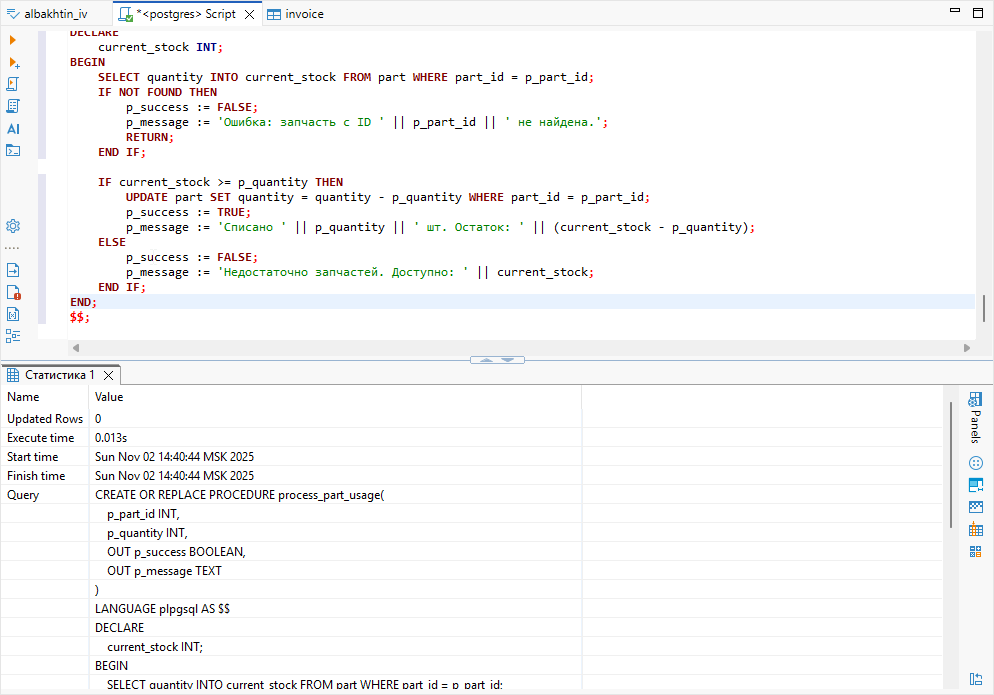 albakhtin_iv
*<postgres> Script
invoice
DECLARE
current_stock INT;
BEGIN
SELECT quantity INTO current_stock FROM part WHERE part_id = p_part_id;
IF NOT FOUND THEN
p_success := FALSE;
p_message := 'Ошибка: запчасть с ID ' || p_part_id || ' не найдена.';
RETURN;
END IF;
IF current_stock >= p_quantity THEN
UPDATE part SET quantity = quantity - p_quantity WHERE part_id = p_part_id;
p_success := TRUE;
p_message := 'Списано ' || p_quantity || ' шт. Остаток: ' || (current_stock - p_quantity);
ELSE
p_success := FALSE;
p_message := 'Недостаточно запчастей. Доступно: ' || current_stock;
END IF;
END;
$$;
AI
Статистика 1
Name Value
Updated Rows 0
Execute time 0.013s
Start time Sun Nov 02 14:40:44 MSK 2025
Finish time Sun Nov 02 14:40:44 MSK 2025
Query CREATE OR REPLACE PROCEDURE process_part_usage(
p_part_id INT,
p_quantity INT,
OUT p_success BOOLEAN,
OUT p_message TEXT
)
LANGUAGE plpgsql AS $$
DECLARE
current_stock INT;
BEGIN
SELECT quantity INTO current_stock FROM part WHERE part_id = p_part_id;
Panels